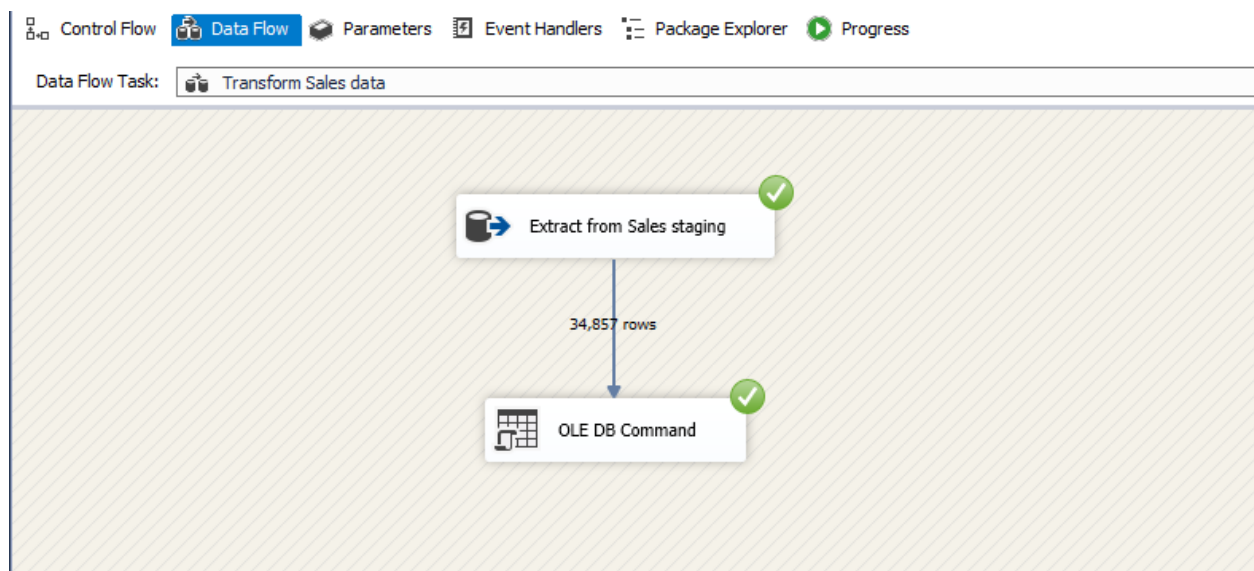 Control Flow Data Flow Parameters Event Handlers Package Explorer Progress
Data Flow Task: Transform Sales data
Extract from Sales staging
34,857 rows
OLE DB Command